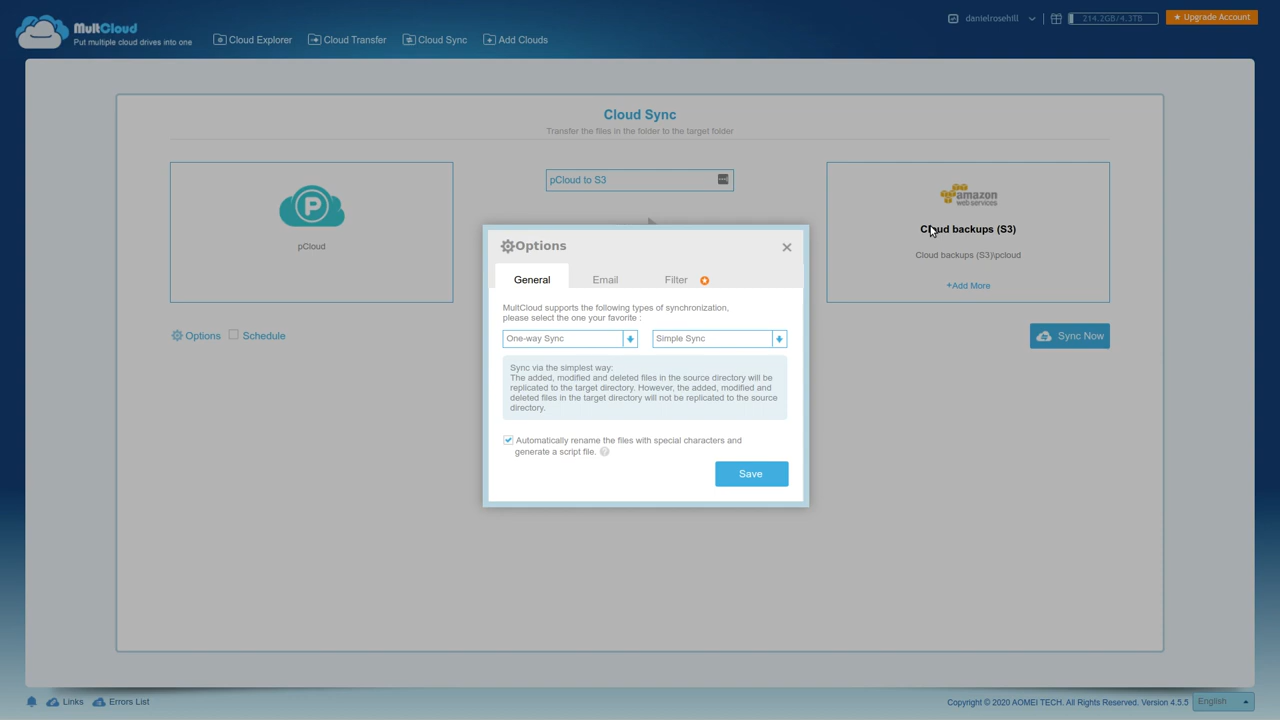 MultCloud
Put multiple cloud drives into one
Cloud Explorer
Cloud Transfer
Cloud Sync
Add Clouds
danielrosehill
214.2GB/4.3TB
★ Upgrade Account
Cloud Sync
Transfer the files in the folder to the target folder
P
pCloud
pCloud to S3
amazon
web services
Cloud backups (S3)
Cloud backups (S3)\pcloud
+Add More
Options
Schedule
Sync Now
Options
General
Email
Filter
MultCloud supports the following types of synchronization,
please select the one your favorite :
One-way Sync
Simple Sync
Sync via the simplest way:
The added, modified and deleted files in the source directory will be
replicated to the target directory. However, the added, modified and
deleted files in the target directory will not be replicated to the source
directory.
Automatically rename the files with special characters and
generate a script file. ?
Save
Links
Errors List
Copyright © 2020 AOMEI TECH. All Rights Reserved. Version 4.5.5
English